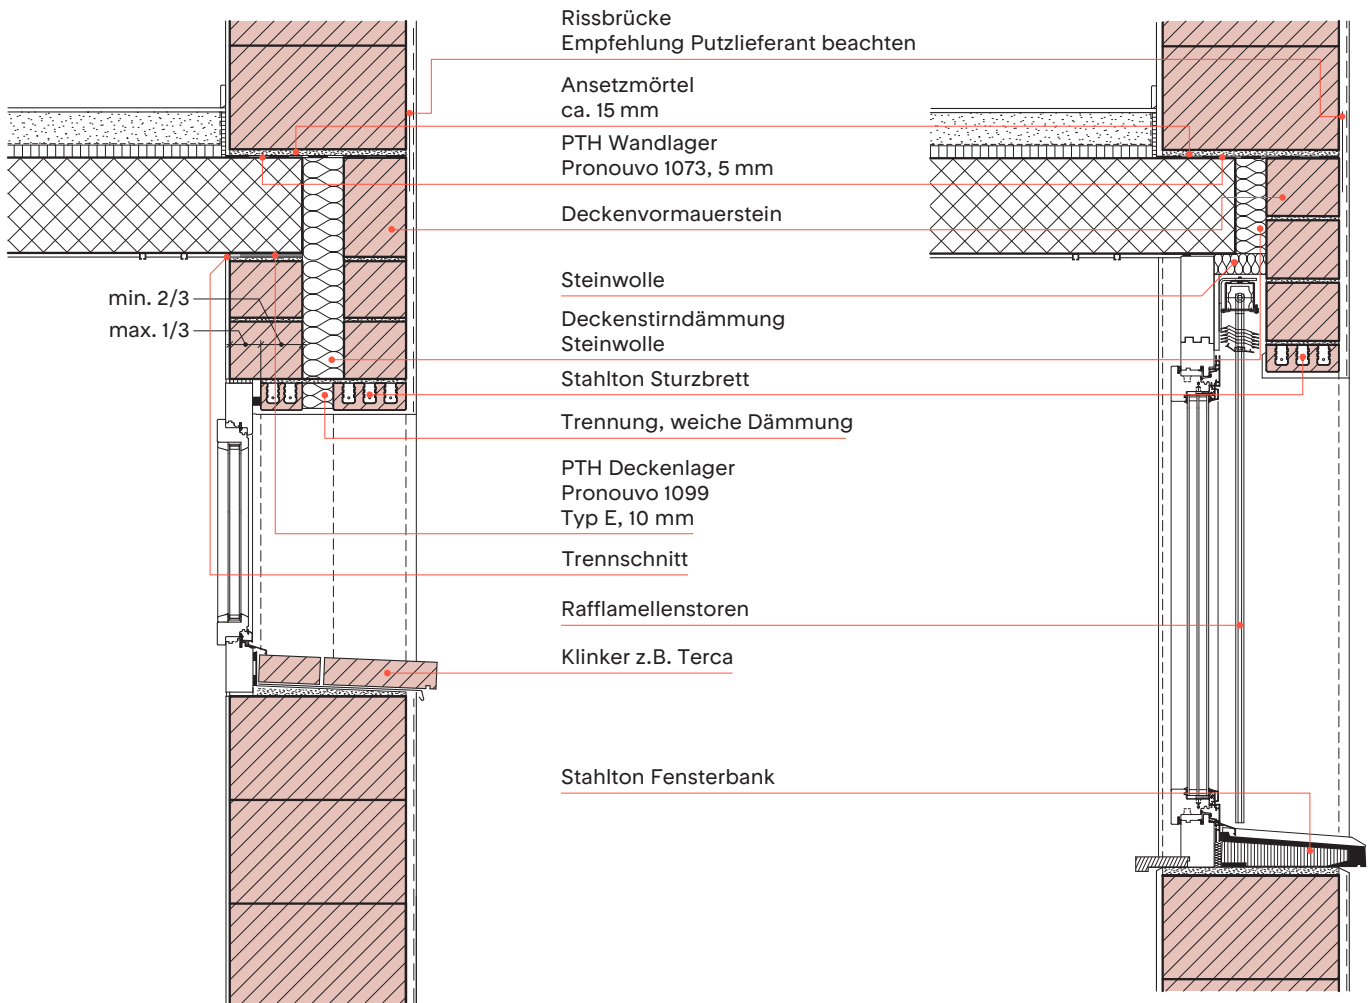 Rissbrücke
Empfehlung Putzlieferant beachten
Ansetzmörtel
ca. 15 mm
PTH Wandlager
Pronouvo 1073, 5 mm
Deckenvormauerstein
Steinwolle
min. 2/3
max. 1/3
Deckenstirndämmung
Steinwolle
Stahlton Sturzbrett
Trennung, weiche Dämmung
PTH Deckenlager
Pronouvo 1099
Typ E, 10 mm
Trennschnitt
Rafflamellenstoren
Klinker z.B. Terca
Stahlton Fensterbank